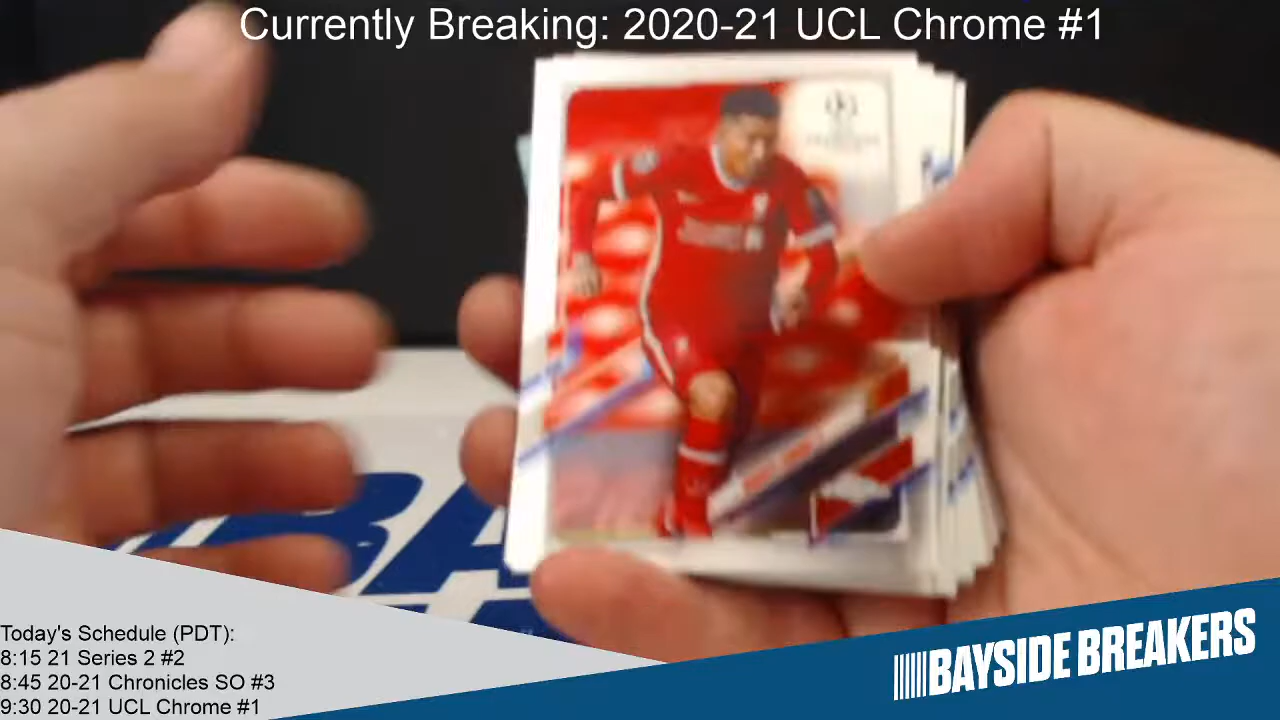 Currently Breaking: 2020-21 UCL Chrome #1
BA
Today's Schedule (PDT):
8:15 21 Series 2 #2
8:45 20-21 Chronicles SO #3
9:30 20-21 UCL Chrome #1
BAYSIDE BREAKERS